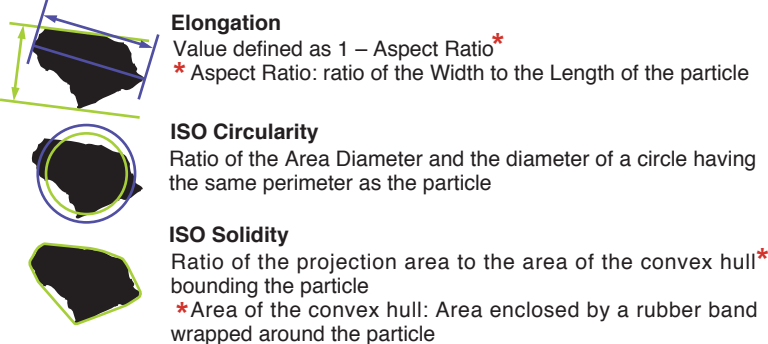 Elongation
Value defined as 1 – Aspect Ratio*
* Aspect Ratio: ratio of the Width to the Length of the particle
ISO Circularity
Ratio of the Area Diameter and the diameter of a circle having
the same perimeter as the particle
ISO Solidity
Ratio of the projection area to the area of the convex hull*
bounding the particle
*Area of the convex hull: Area enclosed by a rubber band
wrapped around the particle